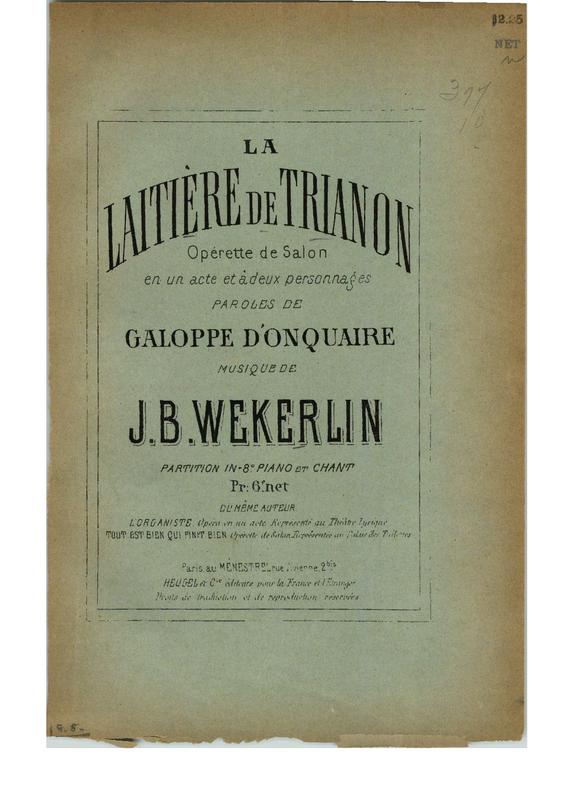 $2.25
NET
377
10
LA
LAITIÈRE DE TRIANON
Opérette de Salon
en un acte et à deux personnages
PAROLES DE
GALOPPE D'ONQUAIRE
MUSIQUE DE
J.B. WEKERLIN
PARTITION IN-8º PIANO ET CHANT
Pr: 6f net
DU MÊME AUTEUR
L'ORGANISTE Opéra en un acte Représenté au Théâtre Lyrique
TOUT EST BIEN QUI FINIT BIEN Opérette de Salon Représentée au Palais des Tuileries
Paris, au MÉNESTREL, rue Vivienne, 2bis
HEUGEL et Cie éditeurs pour la France et l'Etranger
Droits de traduction et de reproduction réservés